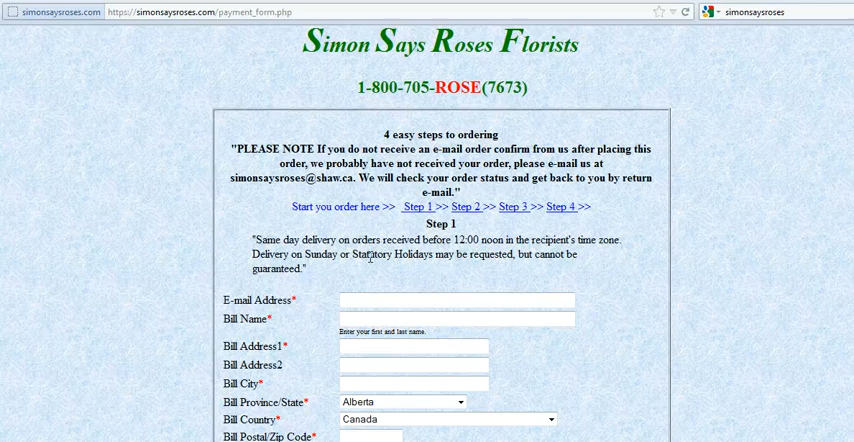 simonsaysroses.com https://simonsaysroses.com/payment_form.php simonsaysroses
Simon Says Roses Florists
1-800-705-ROSE(7673)
4 easy steps to ordering
"PLEASE NOTE If you do not receive an e-mail order confirm from us after placing this
order, we probably have not received your order, please e-mail us at
simonsaysroses@shaw.ca. We will check your order status and get back to you by return
e-mail."
Start you order here >> Step 1 >> Step 2 >> Step 3 >> Step 4 >>
Step 1
"Same day delivery on orders received before 12:00 noon in the recipient's time zone.
Delivery on Sunday or Statutory Holidays may be requested, but cannot be
guaranteed."
E-mail Address*
Bill Name*
Enter your first and last name.
Bill Address1*
Bill Address2
Bill City*
Bill Province/State* Alberta
Bill Country* Canada
Bill Postal/Zip Code*